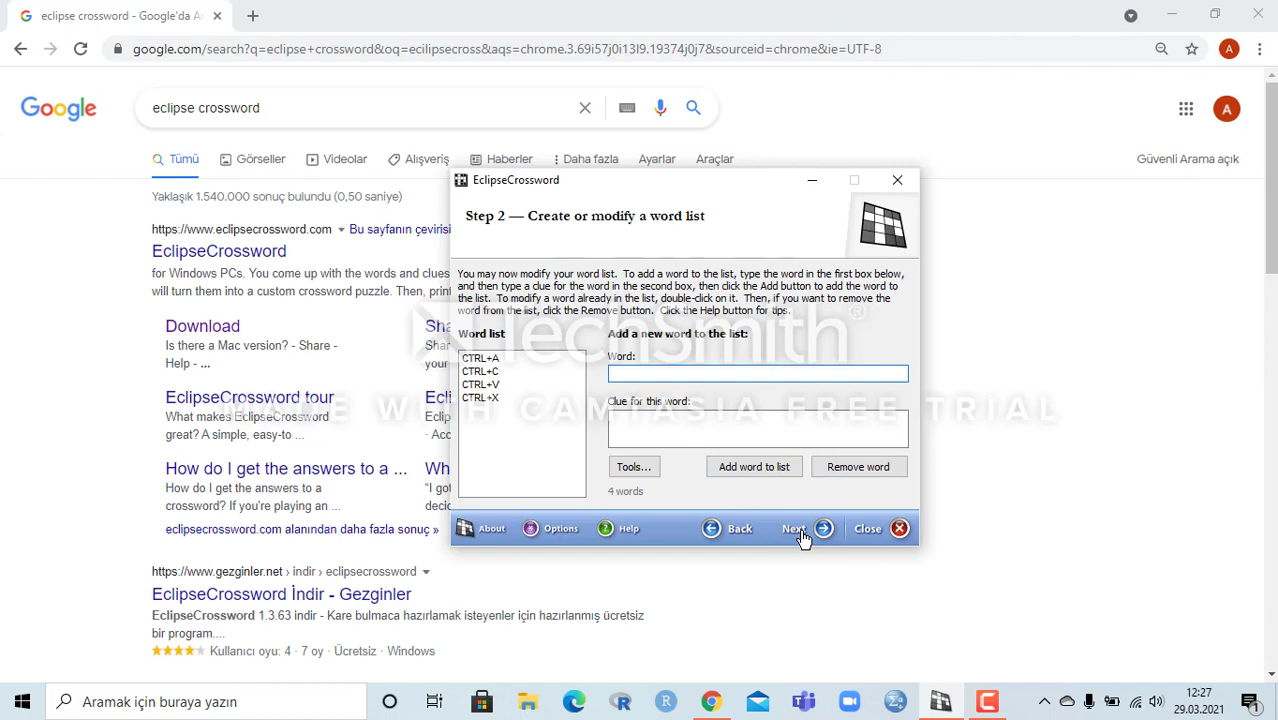 eclipse crossword - Google'da Ar
google.com/search?q=eclipse+crossword&oq=ecilipsecross&aqs=chrome.3.69i57j0i13l9.19374j0j7&sourceid=chrome&ie=UTF-8
A
Google
eclipse crossword
A
Tümü
Görseller
Videolar
Alışveriş
Haberler
Daha fazla
Ayarlar
Araçlar
Güvenli Arama açık
Yaklaşık 1.540.000 sonuç bulundu (0,50 saniye)
https://www.eclipsecrossword.com
Bu sayfanın çevirisi
EclipseCrossword
for Windows PCs. You come up with the words and clues
will turn them into a custom crossword puzzle. Then, print
Download
Is there a Mac version? - Share -
Help - ...
EclipseCrossword tour
What makes EclipseCrossword
great? A simple, easy-to ...
How do I get the answers to a ...
How do I get the answers to a
crossword? If you're playing an ...
Sha
your
Ecli
· Acc
Wh
"I got
deci
eclipsecrossword.com alanından daha fazla sonuç »
https://www.gezginler.net › indir › eclipsecrossword
EclipseCrossword İndir - Gezginler
EclipseCrossword 1.3.63 indir - Kare bulmaca hazırlamak isteyenler için hazırlanmış ücretsiz
bir program....
Kullanıcı oyu: 4 · 7 oy · Ücretsiz · Windows
EclipseCrossword
Step 2 — Create or modify a word list
You may now modify your word list. To add a word to the list, type the word in the first box below,
and then type a clue for the word in the second box, then click the Add button to add the word to
the list. To modify a word already in the list, double-click on it. Then, if you want to remove the
word from the list, click the Remove button. Click the Help button for tips.
Word list
CTRL+A
CTRL+C
CTRL+V
CTRL+X
Add a new word to the list:
Word:
Clue for this word:
Tools...
Add word to list
Remove word
4 words
About
Options
Help
Back
Next
Close
TechSmith®
MADE WITH CAMTASIA FREE TRIAL
Aramak için buraya yazın
12:27
29.03.2021
1